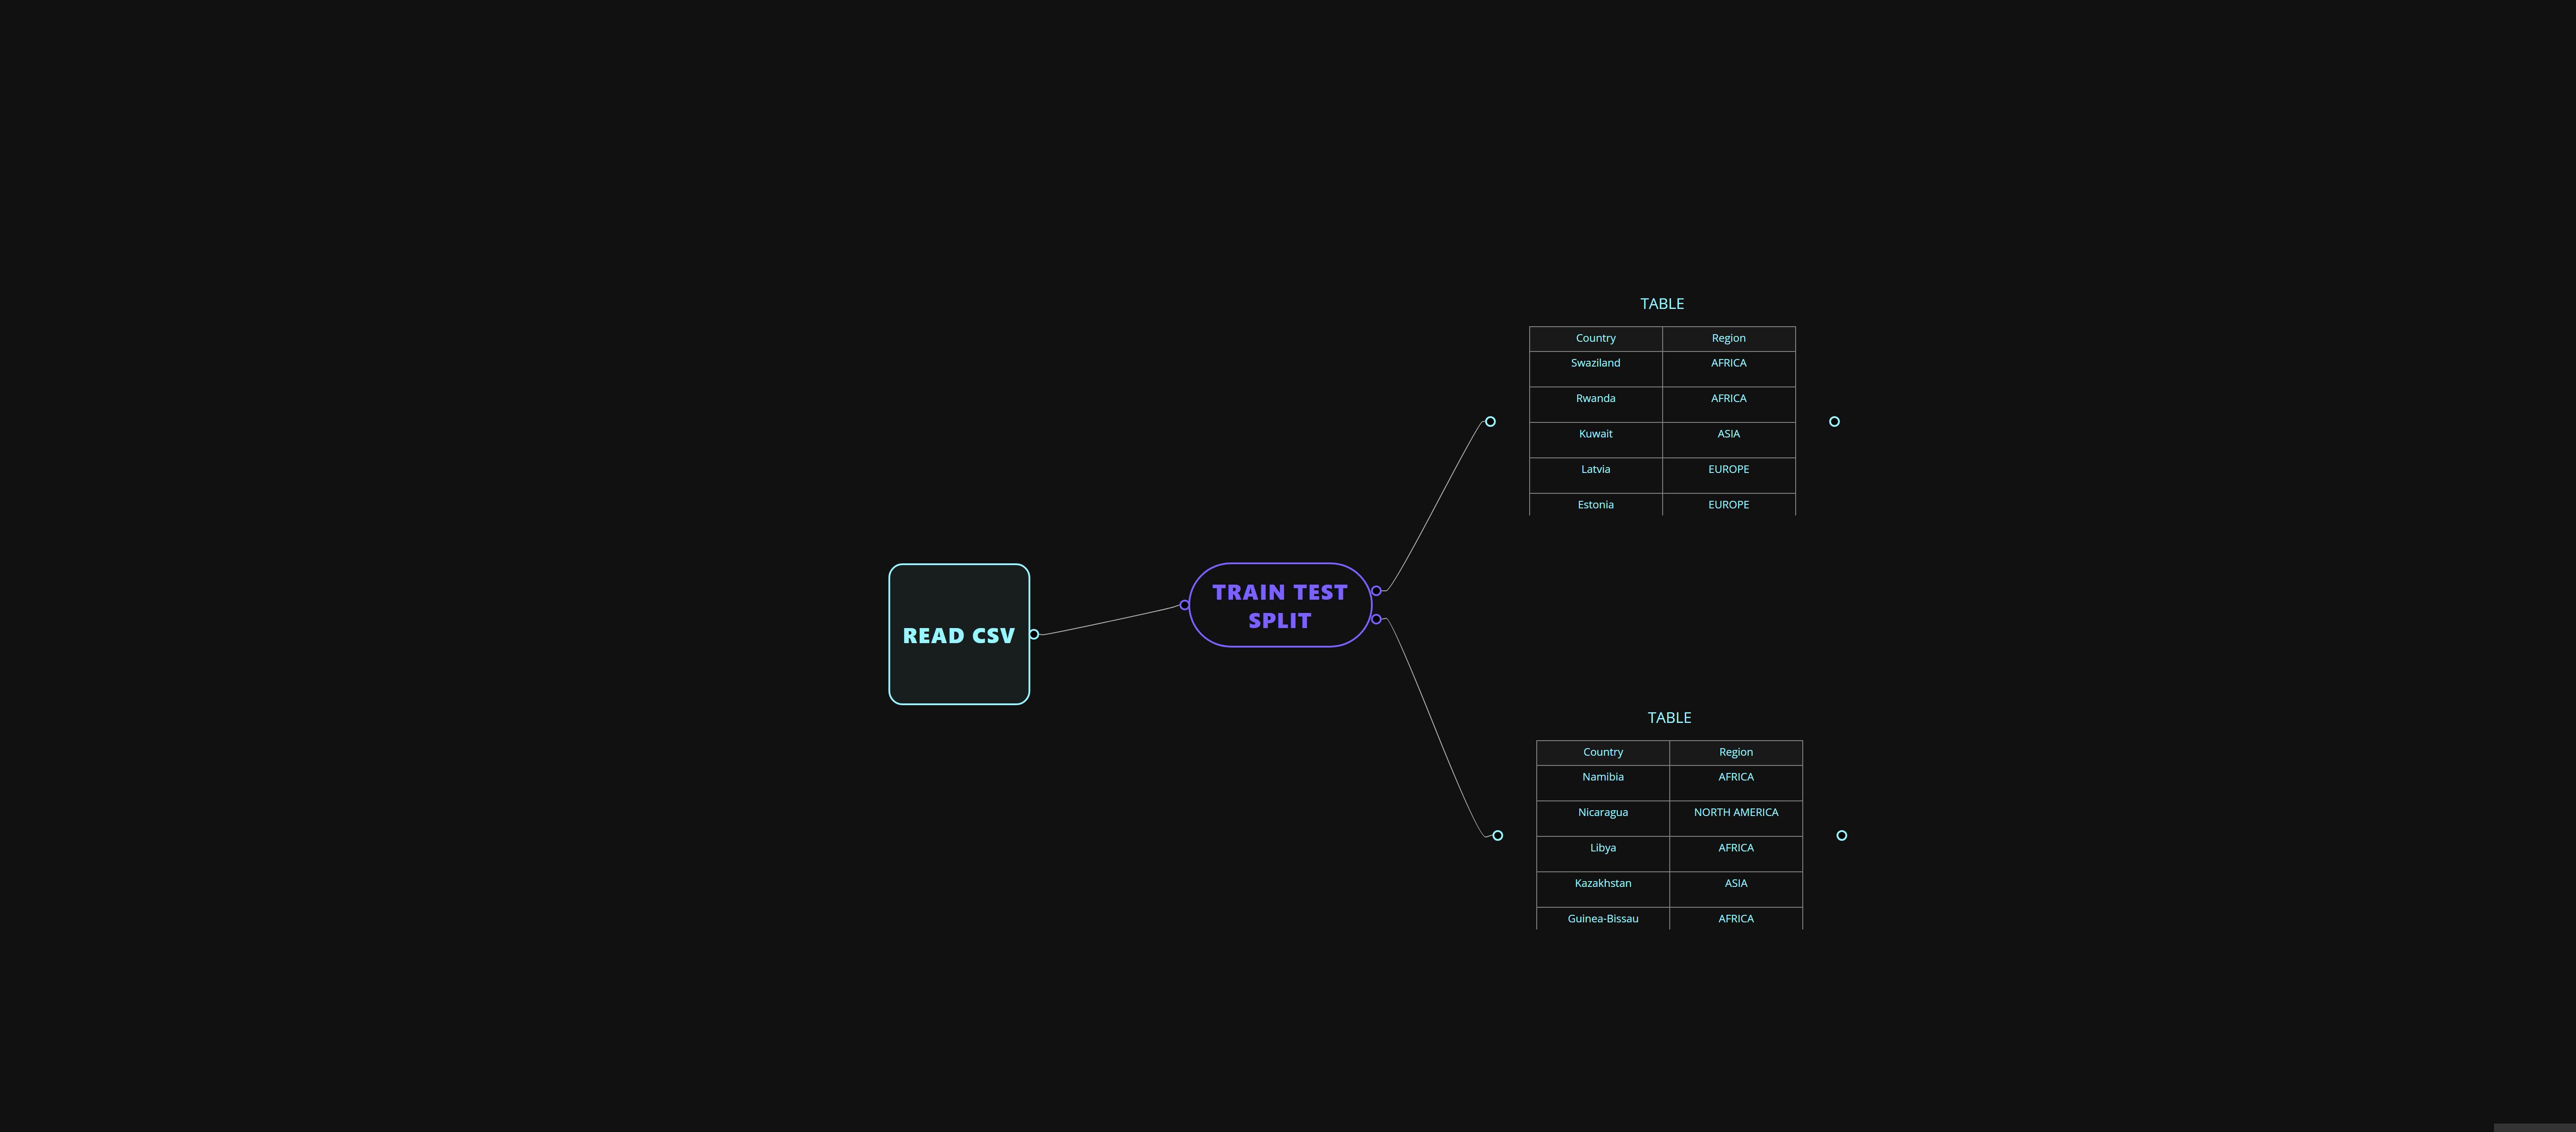 READ CSV
TRAIN TEST
SPLIT
TABLE
Country Region
Swaziland AFRICA
Rwanda AFRICA
Kuwait ASIA
Latvia EUROPE
Estonia EUROPE
TABLE
Country Region
Namibia AFRICA
Nicaragua NORTH AMERICA
Libya AFRICA
Kazakhstan ASIA
Guinea-Bissau AFRICA